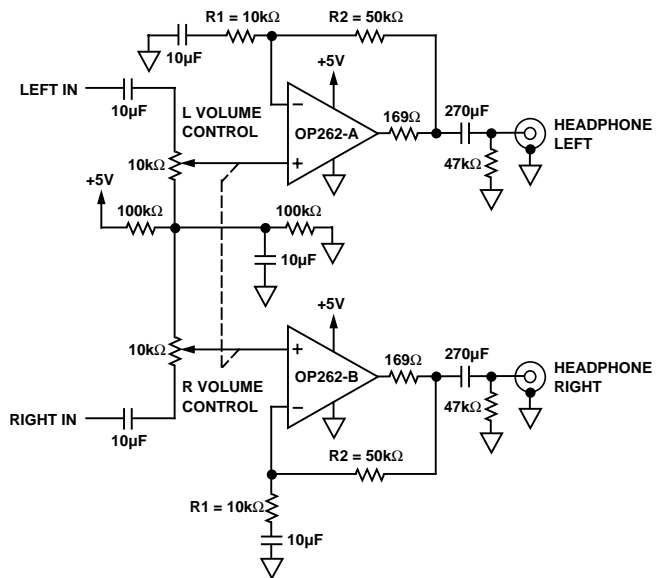 R1 = 10kΩ
R2 = 50kΩ
10µF
+5V
LEFT IN
10µF
L VOLUME
CONTROL
OP262-A
169Ω
270µF
HEADPHONE
LEFT
47kΩ
10kΩ
+5V
100kΩ
100kΩ
10µF
+5V
10kΩ
169Ω
270µF
OP262-B
HEADPHONE
RIGHT
R VOLUME
CONTROL
47kΩ
RIGHT IN
10µF
R2 = 50kΩ
R1 = 10kΩ
10µF